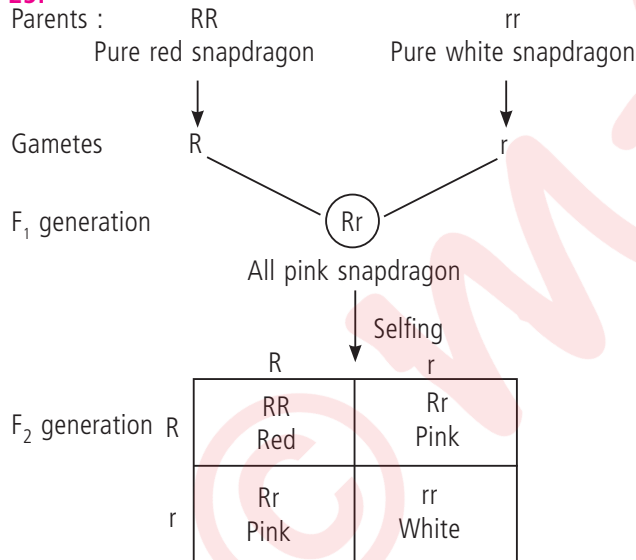 Parents : RR rr
Pure red snapdragon Pure white snapdragon
Gametes R r
F₁ generation Rr
All pink snapdragon
Selfing
R r
F₂ generation R RR Red Rr Pink
r Rr Pink rr White